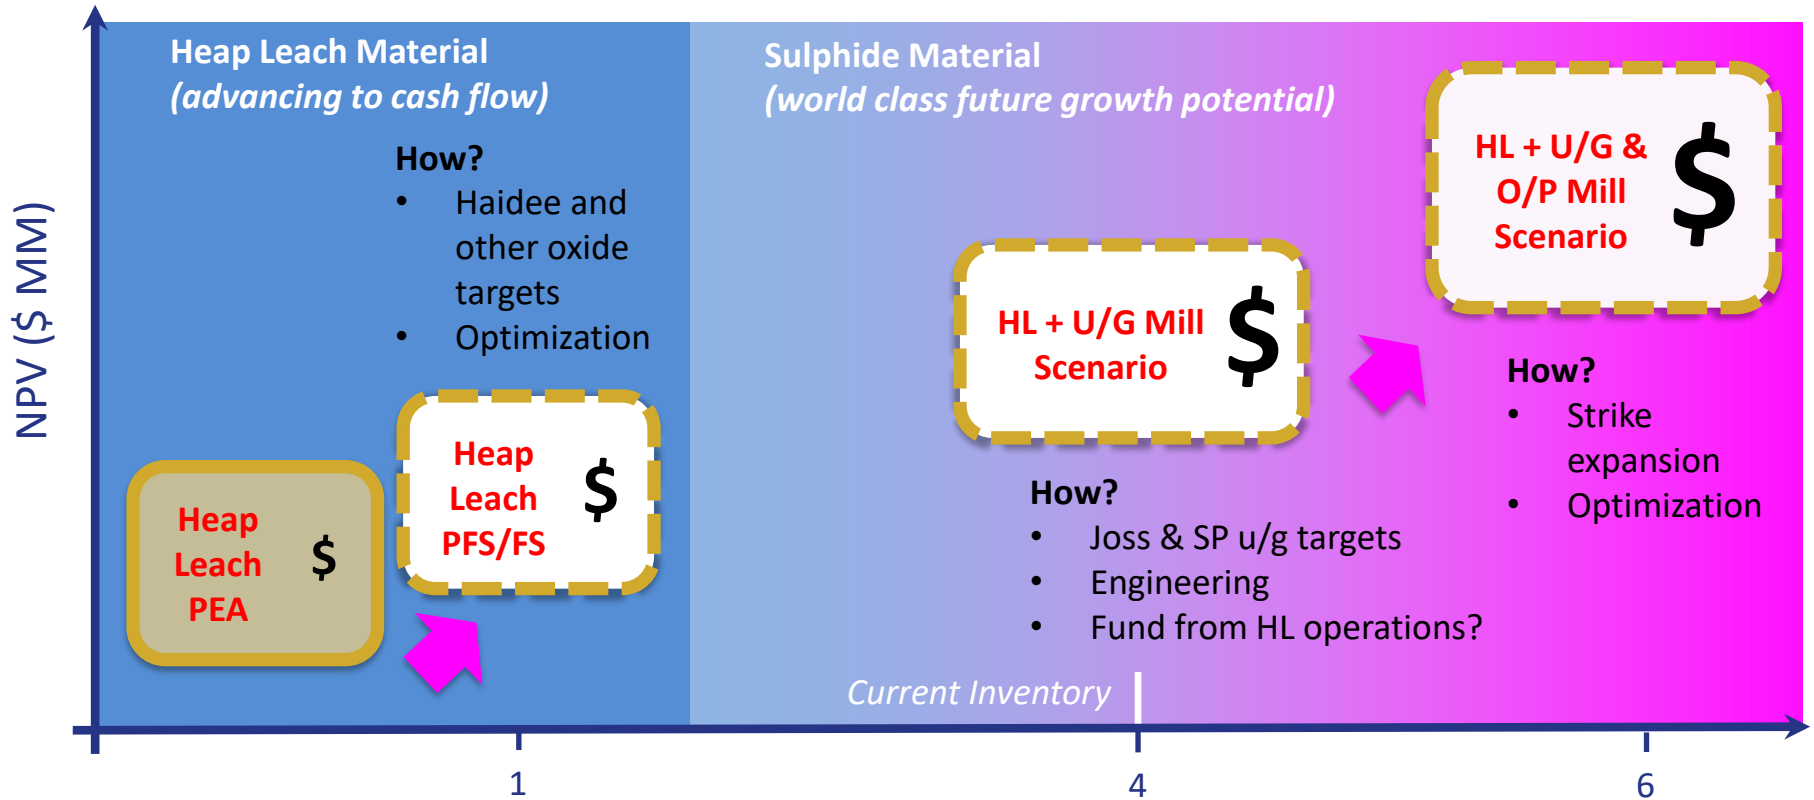 NPV ($ MM)
Heap Leach Material
(advancing to cash flow)
How?
• Haidee and
other oxide
targets
• Optimization
Heap
Leach
PEA
$
Heap
Leach
PFS/FS
$
Sulphide Material
(world class future growth potential)
HL + U/G Mill
Scenario
$
How?
• Joss & SP u/g targets
• Engineering
• Fund from HL operations?
HL + U/G &
O/P Mill
Scenario
$
How?
• Strike
expansion
• Optimization
Current Inventory
1
4
6